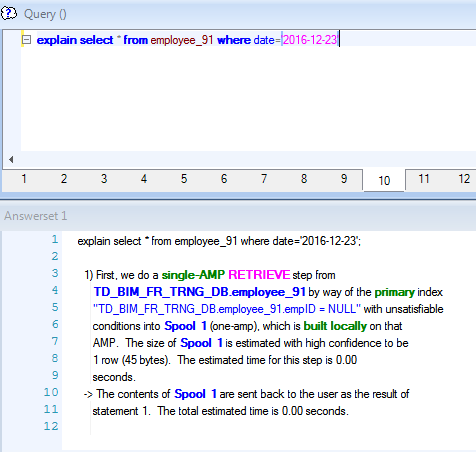 Query ()
explain select * from employee_91 where date='2016-12-23'
1 2 3 4 5 6 7 8 9 10 11 12
Answerset 1
1 explain select * from employee_91 where date='2016-12-23';
2
3 1) First, we do a single-AMP RETRIEVE step from
4 TD_BIM_FR_TRNG_DB.employee_91 by way of the primary index
5 "TD_BIM_FR_TRNG_DB.employee_91.empID = NULL" with unsatisfiable
6 conditions into Spool 1 (one-amp), which is built locally on that
7 AMP. The size of Spool 1 is estimated with high confidence to be
8 1 row (45 bytes). The estimated time for this step is 0.00
9 seconds.
10 -> The contents of Spool 1 are sent back to the user as the result of
11 statement 1. The total estimated time is 0.00 seconds.
12